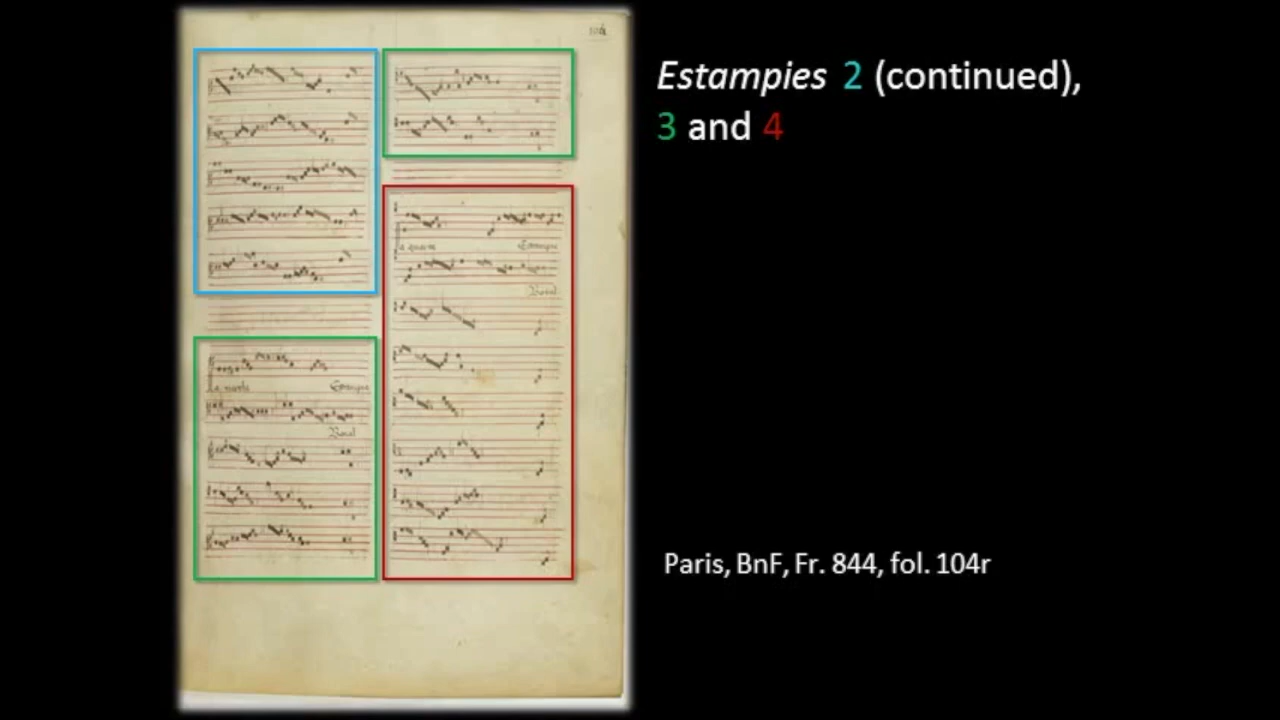 Estampies 2 (continued),
3 and 4
Paris, BnF, Fr. 844, fol. 104r